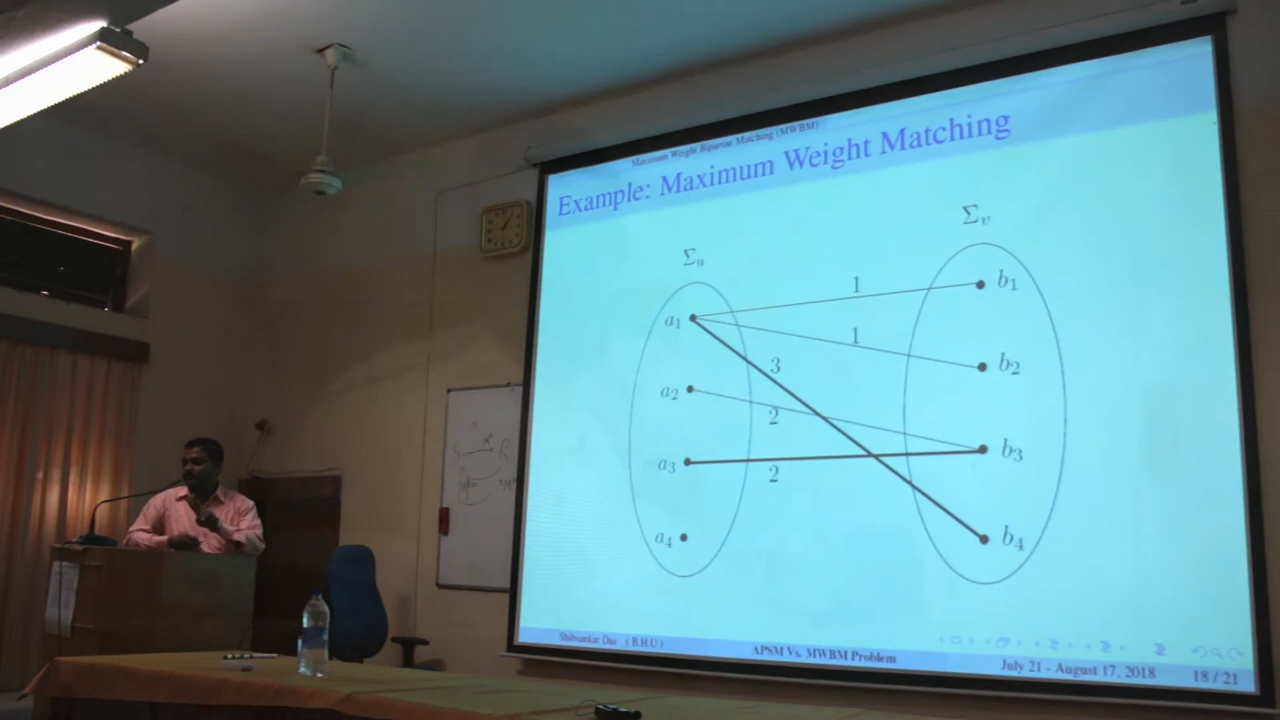 Maximum Weight Bipartite Matching (MWBM)
Example: Maximum Weight Matching
Σu
Σv
a1
a2
a3
a4
1
1
3
2
2
b1
b2
b3
b4
Shibsankar Das ( B.H.U )
APSM Vs. MWBM Problem
July 21 - August 17, 2018
18 / 21